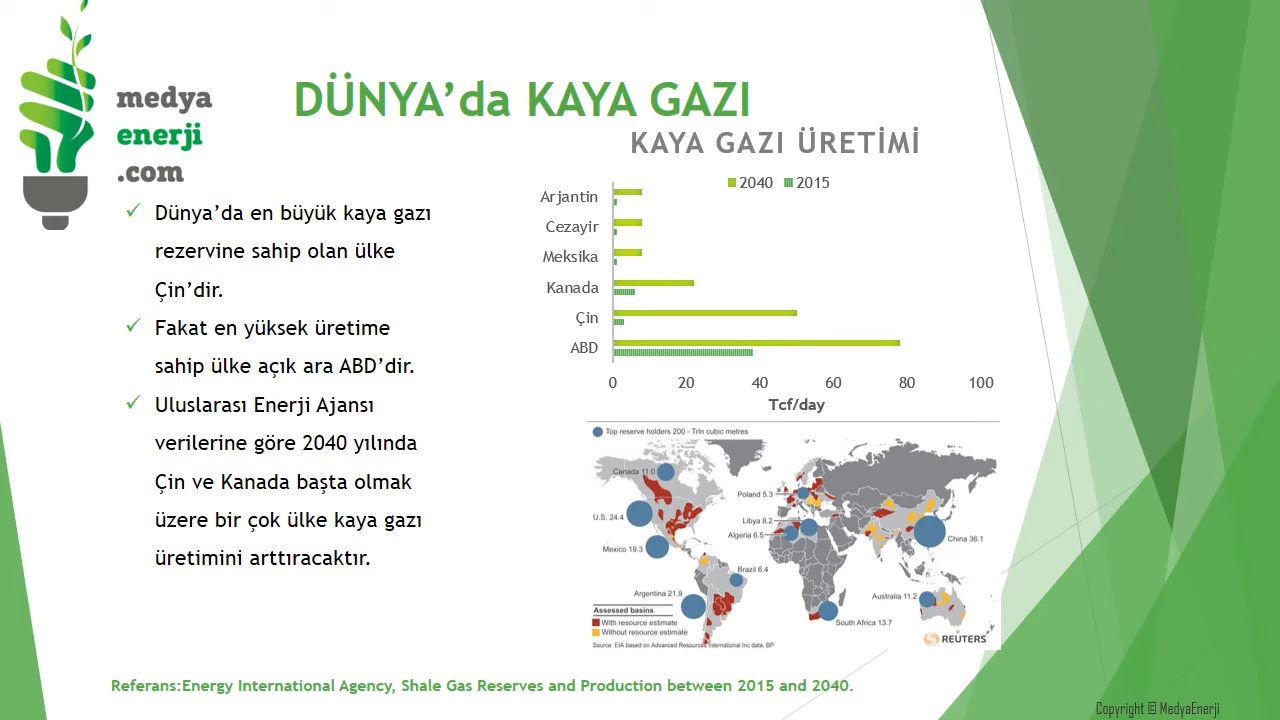 medya
enerji
.com
DÜNYA’da KAYA GAZI
Dünya’da en büyük kaya gazı
rezervine sahip olan ülke
Çin’dir.
Fakat en yüksek üretime
sahip ülke açık ara ABD’dir.
Uluslarası Enerji Ajansı
verilerine göre 2040 yılında
Çin ve Kanada başta olmak
üzere bir çok ülke kaya gazı
üretimini arttıracaktır.
KAYA GAZI ÜRETİMİ
2040 2015
Arjantin
Cezayir
Meksika
Kanada
Çin
ABD
0 20 40 60 80 100
Tcf/day
Top reserve holders 200 - Trln cubic metres
Canada 11.0
Poland 5.3
U.S. 24.4
Libya 8.2
Algeria 6.5
China 36.1
Mexico 19.3
Brazil 6.4
Argentina 21.9
Australia 11.2
South Africa 13.7
Assessed basins
With resource estimate
Without resource estimate
Source: EIA based on Advanced Resources International Inc data. BP
REUTERS
Referans:Energy International Agency, Shale Gas Reserves and Production between 2015 and 2040.
Copyright © MedyaEnerji